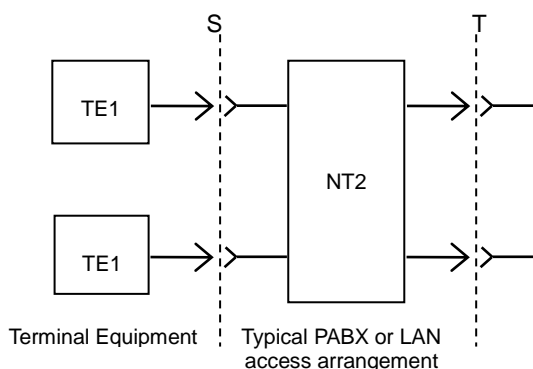 S
T
TE1
NT2
TE1
Terminal Equipment
Typical PABX or LAN
access arrangement